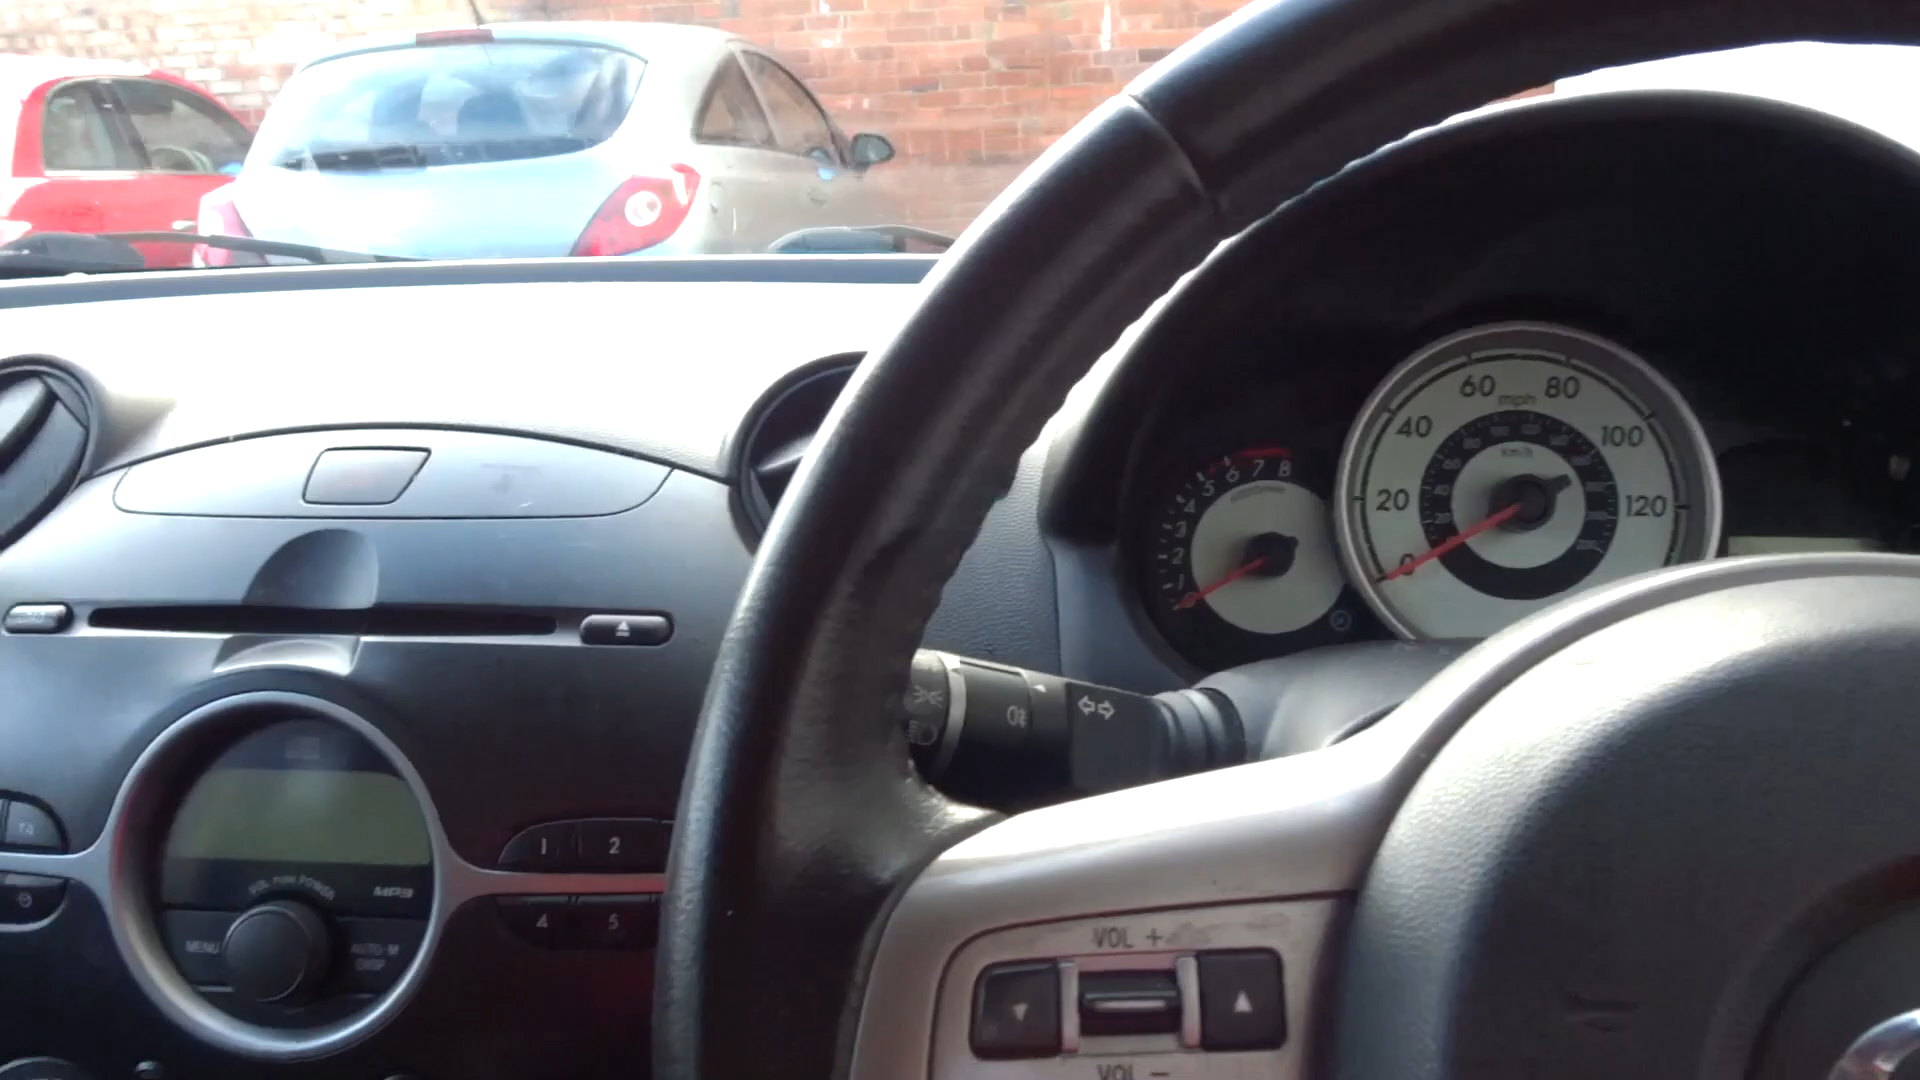 60 80
mph
40 100
km/h
20 120
0
5 6 7 8
4
3
2
1
0
TA
1 2
4 5
VOL PUSH POWER
MP3
MENU
AUTO-M
DISP
VOL +
VOL −